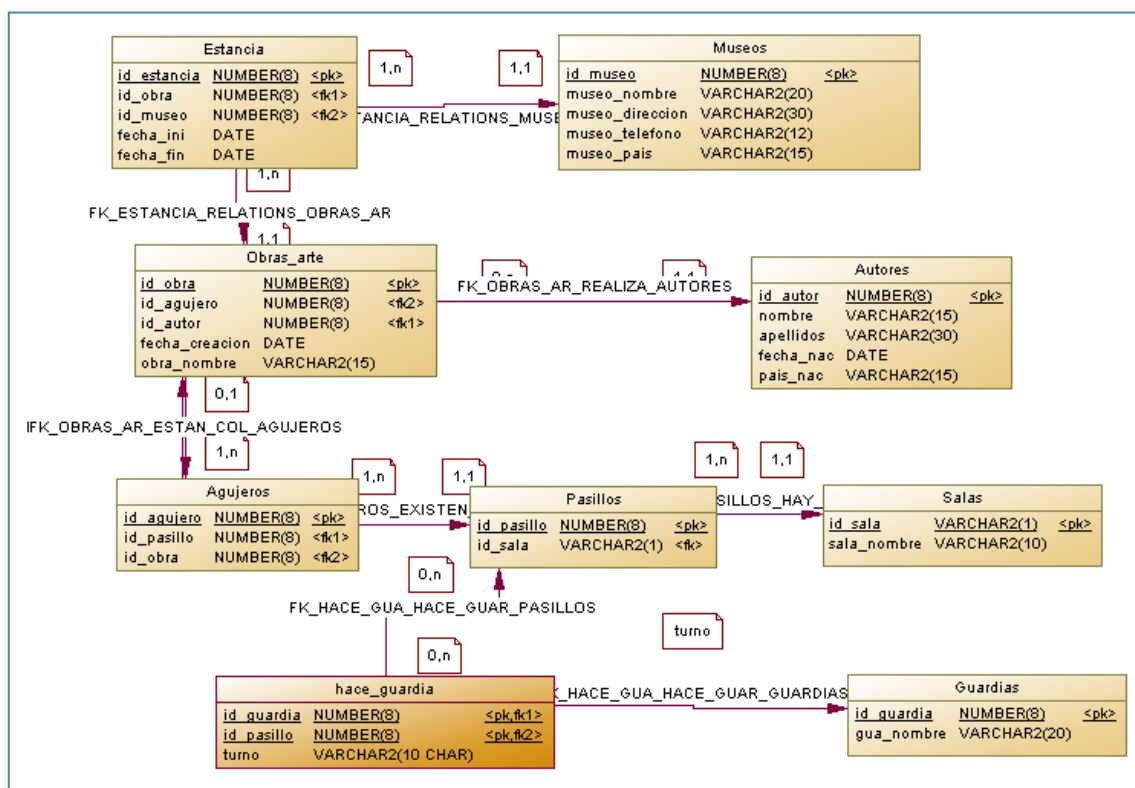 Estancia
id_estancia NUMBER(8) <pk>
id_obra NUMBER(8) <fk1>
id_museo NUMBER(8) <fk2>
fecha_ini DATE
fecha_fin DATE
1,n
1,1
TANCIA_RELATIONS_MUSE
Museos
id_museo NUMBER(8) <pk>
museo_nombre VARCHAR2(20)
museo_direccion VARCHAR2(30)
museo_telefono VARCHAR2(12)
museo_pais VARCHAR2(15)
1,n
FK_ESTANCIA_RELATIONS_OBRAS_AR
1,1
Obras_arte
id_obra NUMBER(8) <pk>
id_agujero NUMBER(8) <fk2>
id_autor NUMBER(8) <fk1>
fecha_creacion DATE
obra_nombre VARCHAR2(15)
FK_OBRAS_AR_REALIZA_AUTORES
Autores
id_autor NUMBER(8) <pk>
nombre VARCHAR2(15)
apellidos VARCHAR2(30)
fecha_nac DATE
pais_nac VARCHAR2(15)
0,1
FK_OBRAS_AR_ESTAN_COL_AGUJEROS
1,n
Agujeros
id_agujero NUMBER(8) <pk>
id_pasillo NUMBER(8) <fk1>
id_obra NUMBER(8) <fk2>
1,n
1,1
ROS_EXISTEN_
Pasillos
id_pasillo NUMBER(8) <pk>
id_sala VARCHAR2(1) <fk>
1,n
1,1
SILLOS_HAY_
Salas
id_sala VARCHAR2(1) <pk>
sala_nombre VARCHAR2(10)
0,n
FK_HACE_GUA_HACE_GUAR_PASILLOS
0,n
turno
hace_guardia
id_guardia NUMBER(8) <pk,fk1>
id_pasillo NUMBER(8) <pk,fk2>
turno VARCHAR2(10 CHAR)
K_HACE_GUA_HACE_GUAR_GUARDIAS
Guardias
id_guardia NUMBER(8) <pk>
gua_nombre VARCHAR2(20)